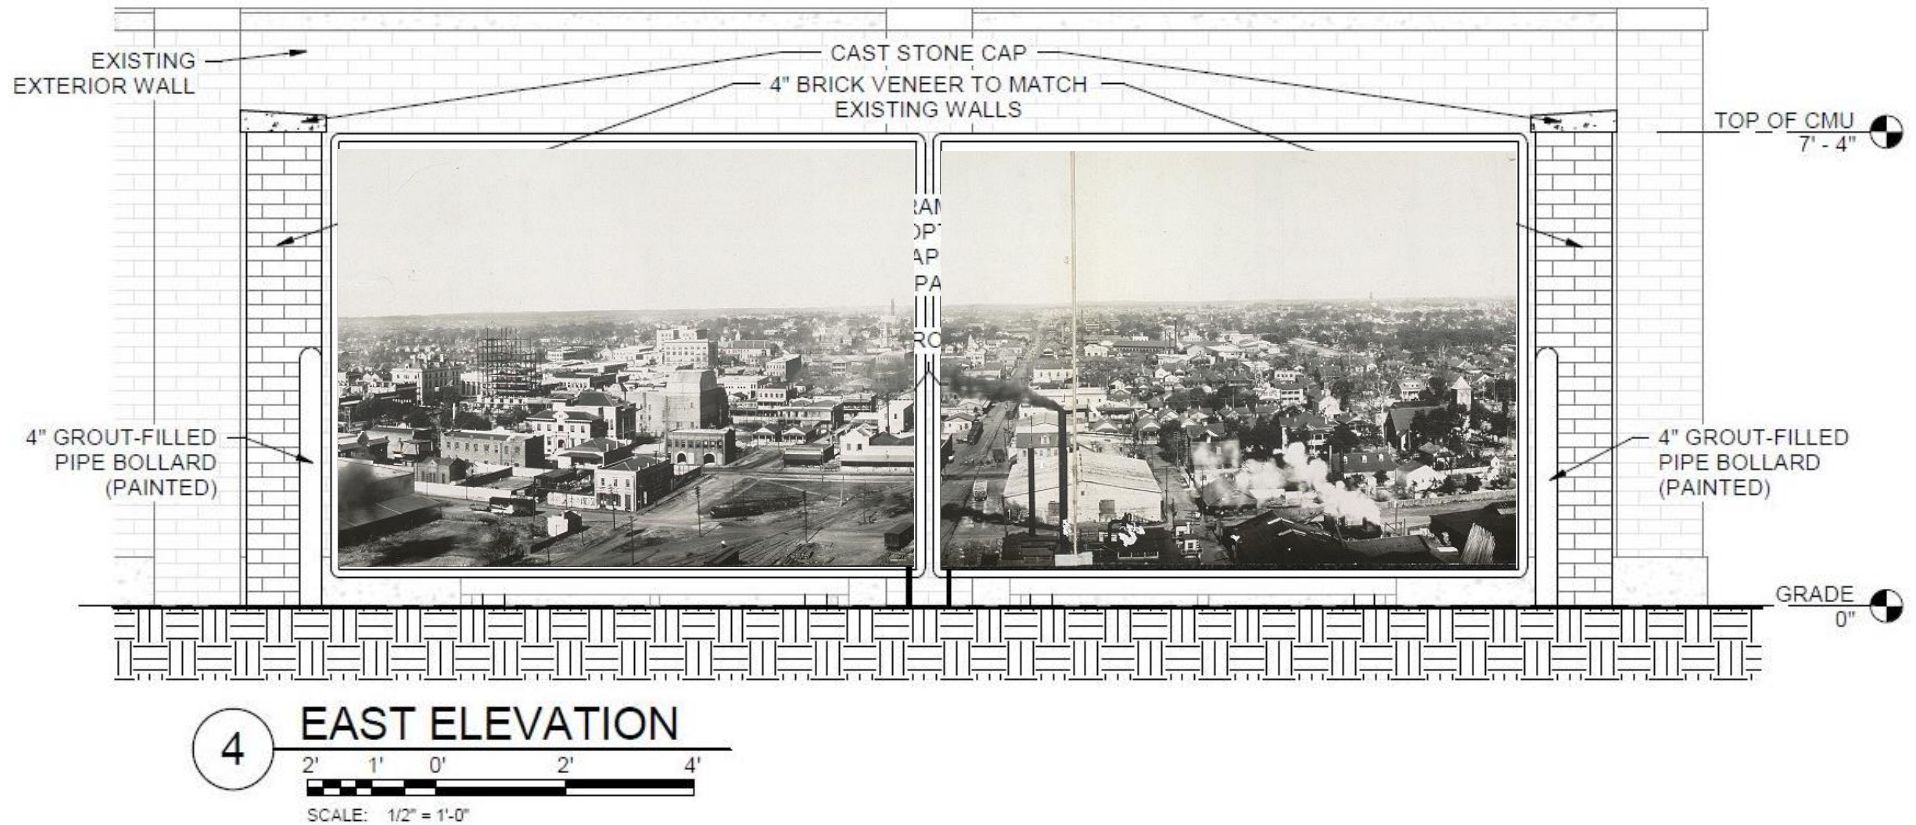 EXISTING
EXTERIOR WALL
CAST STONE CAP
4" BRICK VENEER TO MATCH
EXISTING WALLS
TOP OF CMU
7' - 4"
4" GROUT-FILLED
PIPE BOLLARD
(PAINTED)
4" GROUT-FILLED
PIPE BOLLARD
(PAINTED)
GRADE
0"
4
EAST ELEVATION
2' 1' 0' 2' 4'
SCALE: 1/2" = 1'-0"